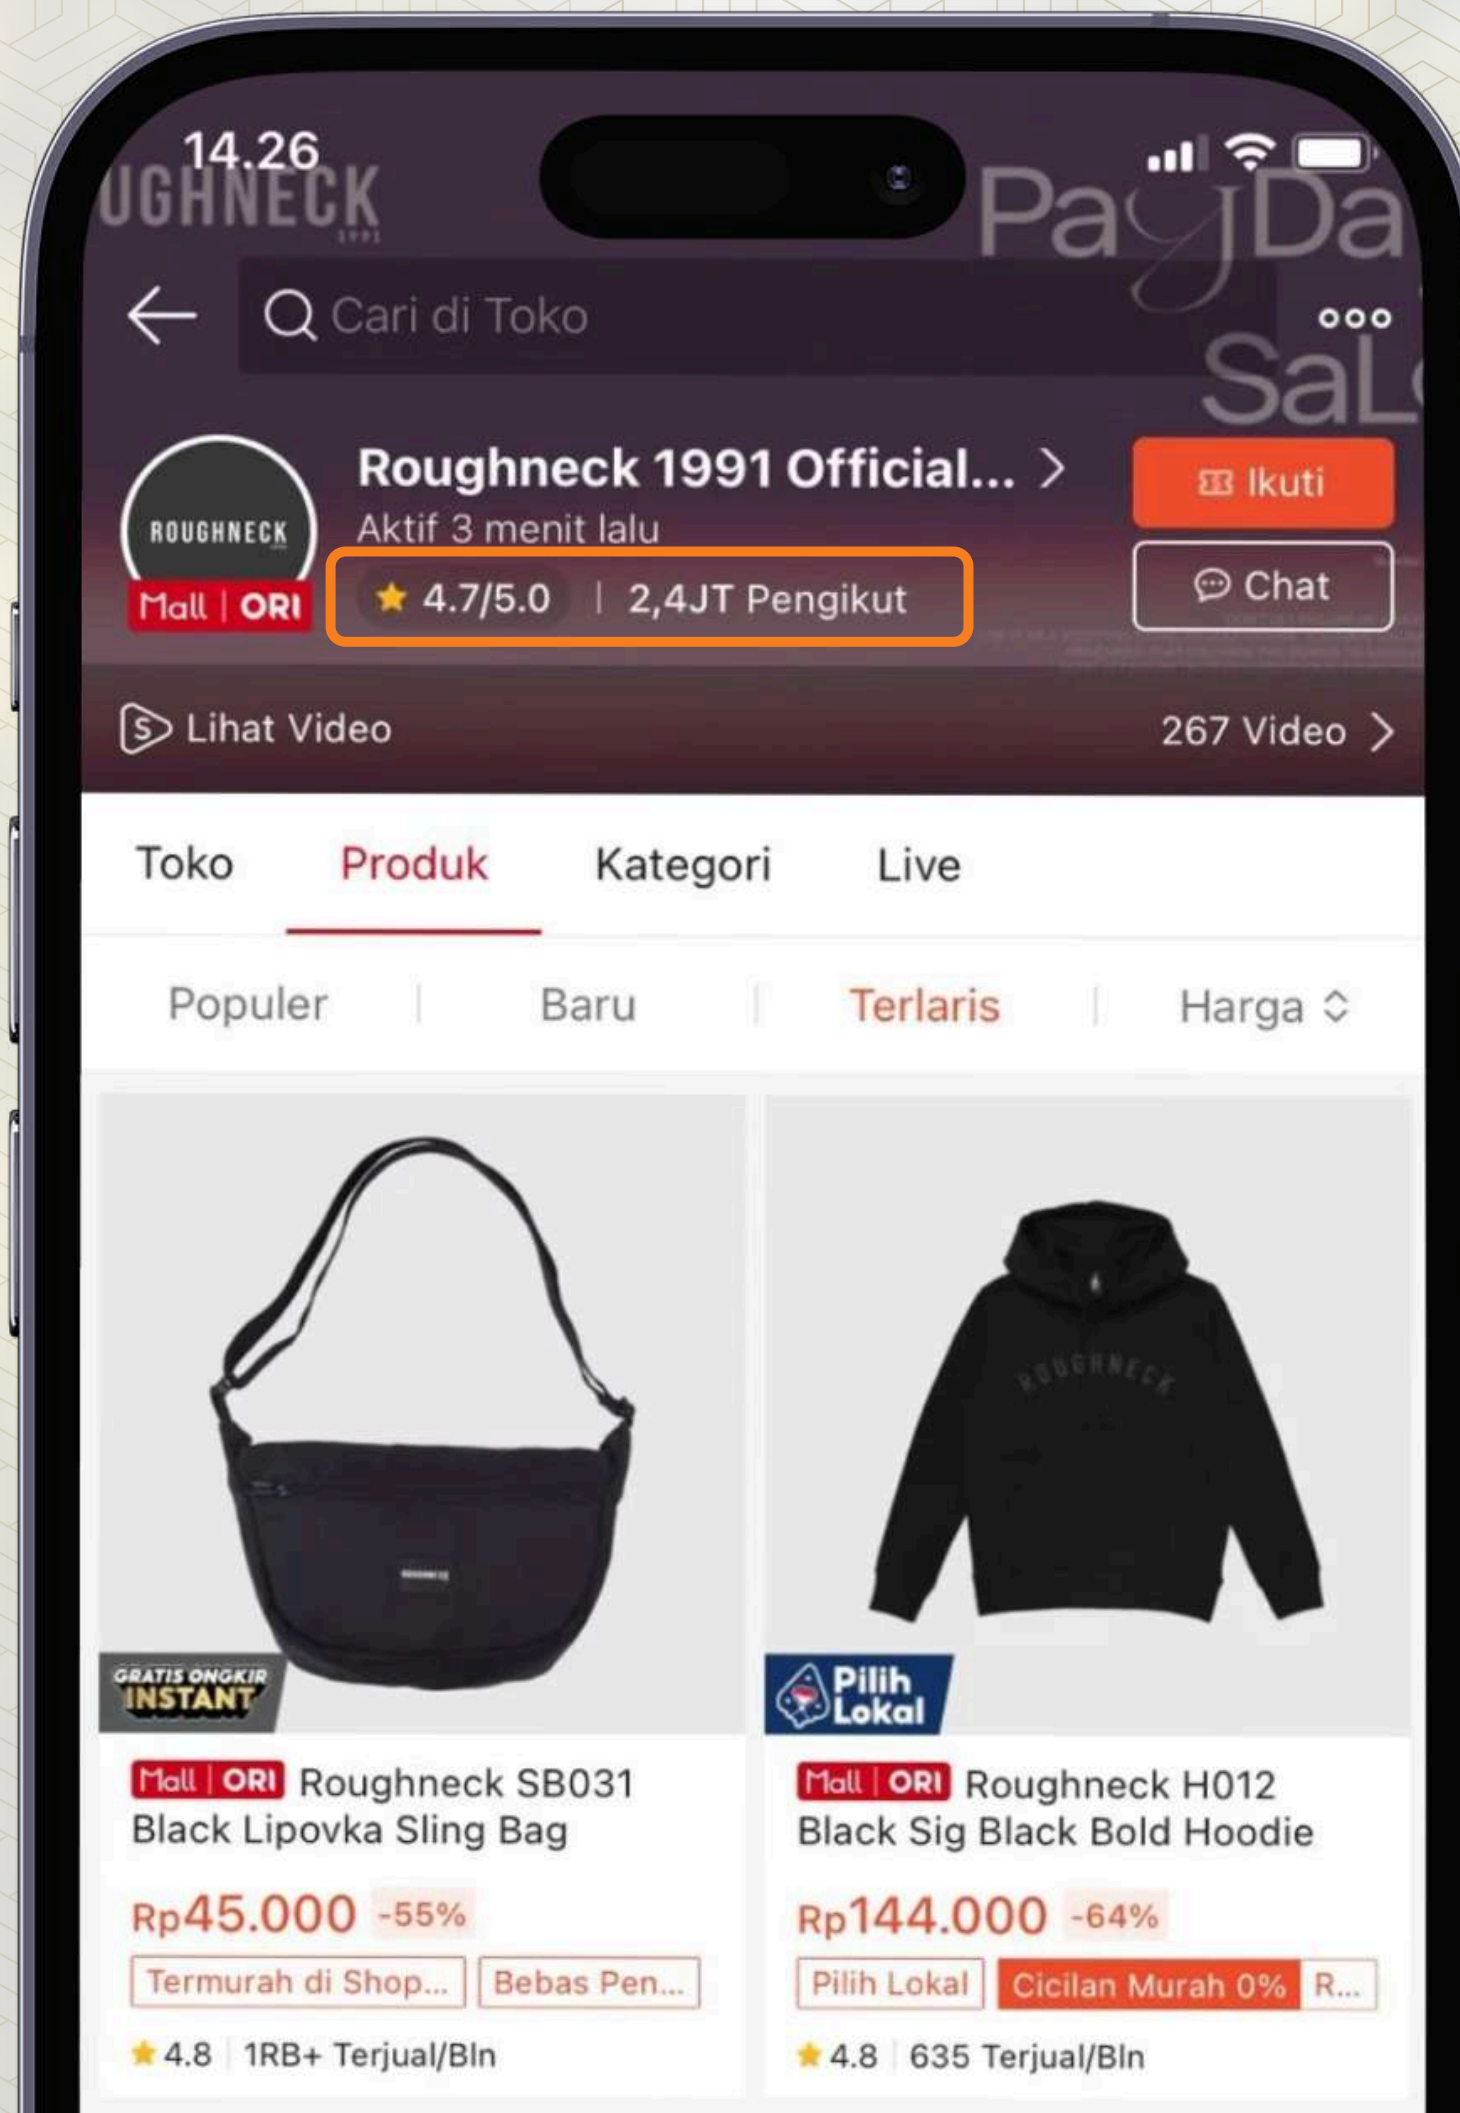 14.26
UGHNECK
1991
PayDa
Cari di Toko
SaL
Roughneck 1991 Official...
Ikuti
ROUGHNECK
Aktif 3 menit lalu
Mall | ORI
4.7/5.0 | 2,4JT Pengikut
Chat
Lihat Video
267 Video
Toko Produk Kategori Live
Populer Baru Terlaris Harga
ROUGHNECK
GRATIS ONGKIR
INSTANT
Mall | ORI Roughneck SB031
Black Lipovka Sling Bag
Rp45.000 -55%
Termurah di Shop... Bebas Pen...
4.8 1RB+ Terjual/Bln
ROUGHNECK
Pilih
Lokal
Mall | ORI Roughneck H012
Black Sig Black Bold Hoodie
Rp144.000 -64%
Pilih Lokal Cicilan Murah 0% R...
4.8 635 Terjual/Bln